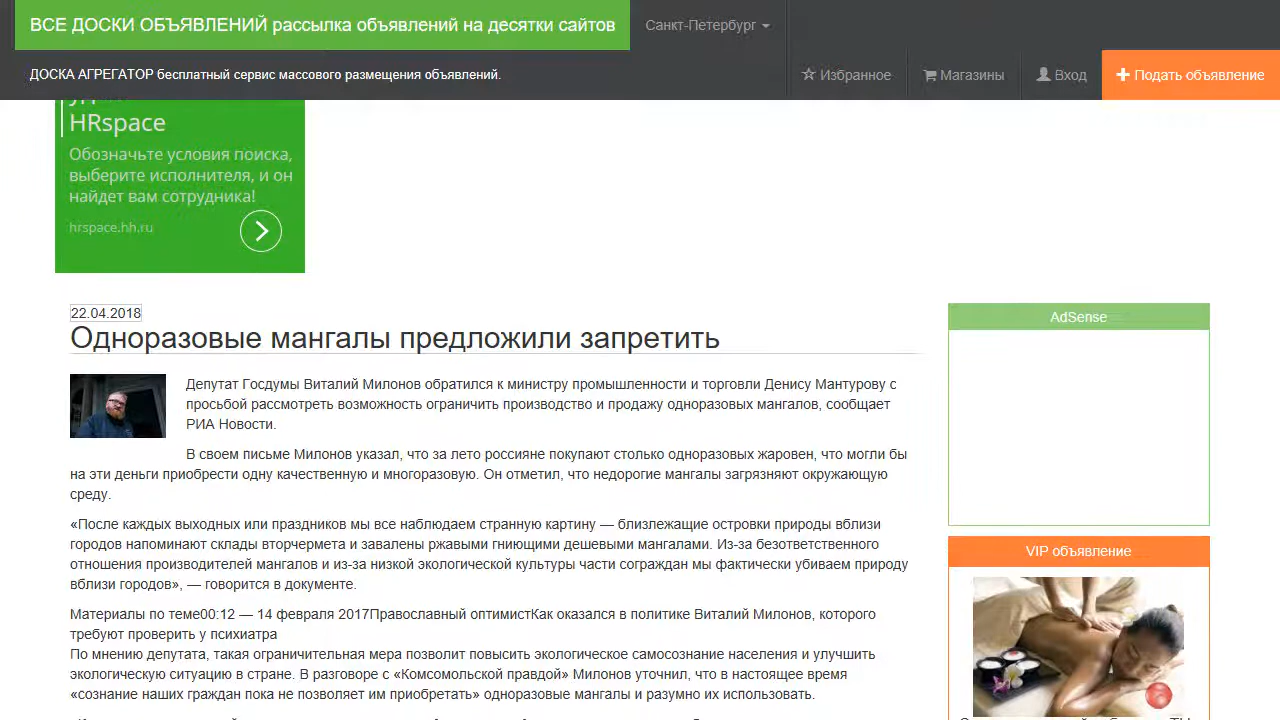 ВСЕ ДОСКИ ОБЪЯВЛЕНИЙ рассылка объявлений на десятки сайтов
Санкт-Петербург
ДОСКА АГРЕГАТОР бесплатный сервис массового размещения объявлений.
Избранное
Магазины
Вход
Подать объявление
HRspace
Обозначьте условия поиска,
выберите исполнителя, и он
найдет вам сотрудника!
hrspace.hh.ru
22.04.2018
Одноразовые мангалы предложили запретить
Депутат Госдумы Виталий Милонов обратился к министру промышленности и торговли Денису Мантурову с
просьбой рассмотреть возможность ограничить производство и продажу одноразовых мангалов, сообщает
РИА Новости.
В своем письме Милонов указал, что за лето россияне покупают столько одноразовых жаровен, что могли бы
на эти деньги приобрести одну качественную и многоразовую. Он отметил, что недорогие мангалы загрязняют окружающую
среду.
«После каждых выходных или праздников мы все наблюдаем странную картину — близлежащие островки природы вблизи
городов напоминают склады вторчермета и завалены ржавыми гниющими дешевыми мангалами. Из-за безответственного
отношения производителей мангалов и из-за низкой экологической культуры части сограждан мы фактически убиваем природу
вблизи городов», — говорится в документе.
Материалы по теме00:12 — 14 февраля 2017Православный оптимистКак оказался в политике Виталий Милонов, которого
требуют проверить у психиатра
По мнению депутата, такая ограничительная мера позволит повысить экологическое самосознание населения и улучшить
экологическую ситуацию в стране. В разговоре с «Комсомольской правдой» Милонов уточнил, что в настоящее время
«сознание наших граждан пока не позволяет им приобретать» одноразовые мангалы и разумно их использовать.
AdSense
VIP объявление